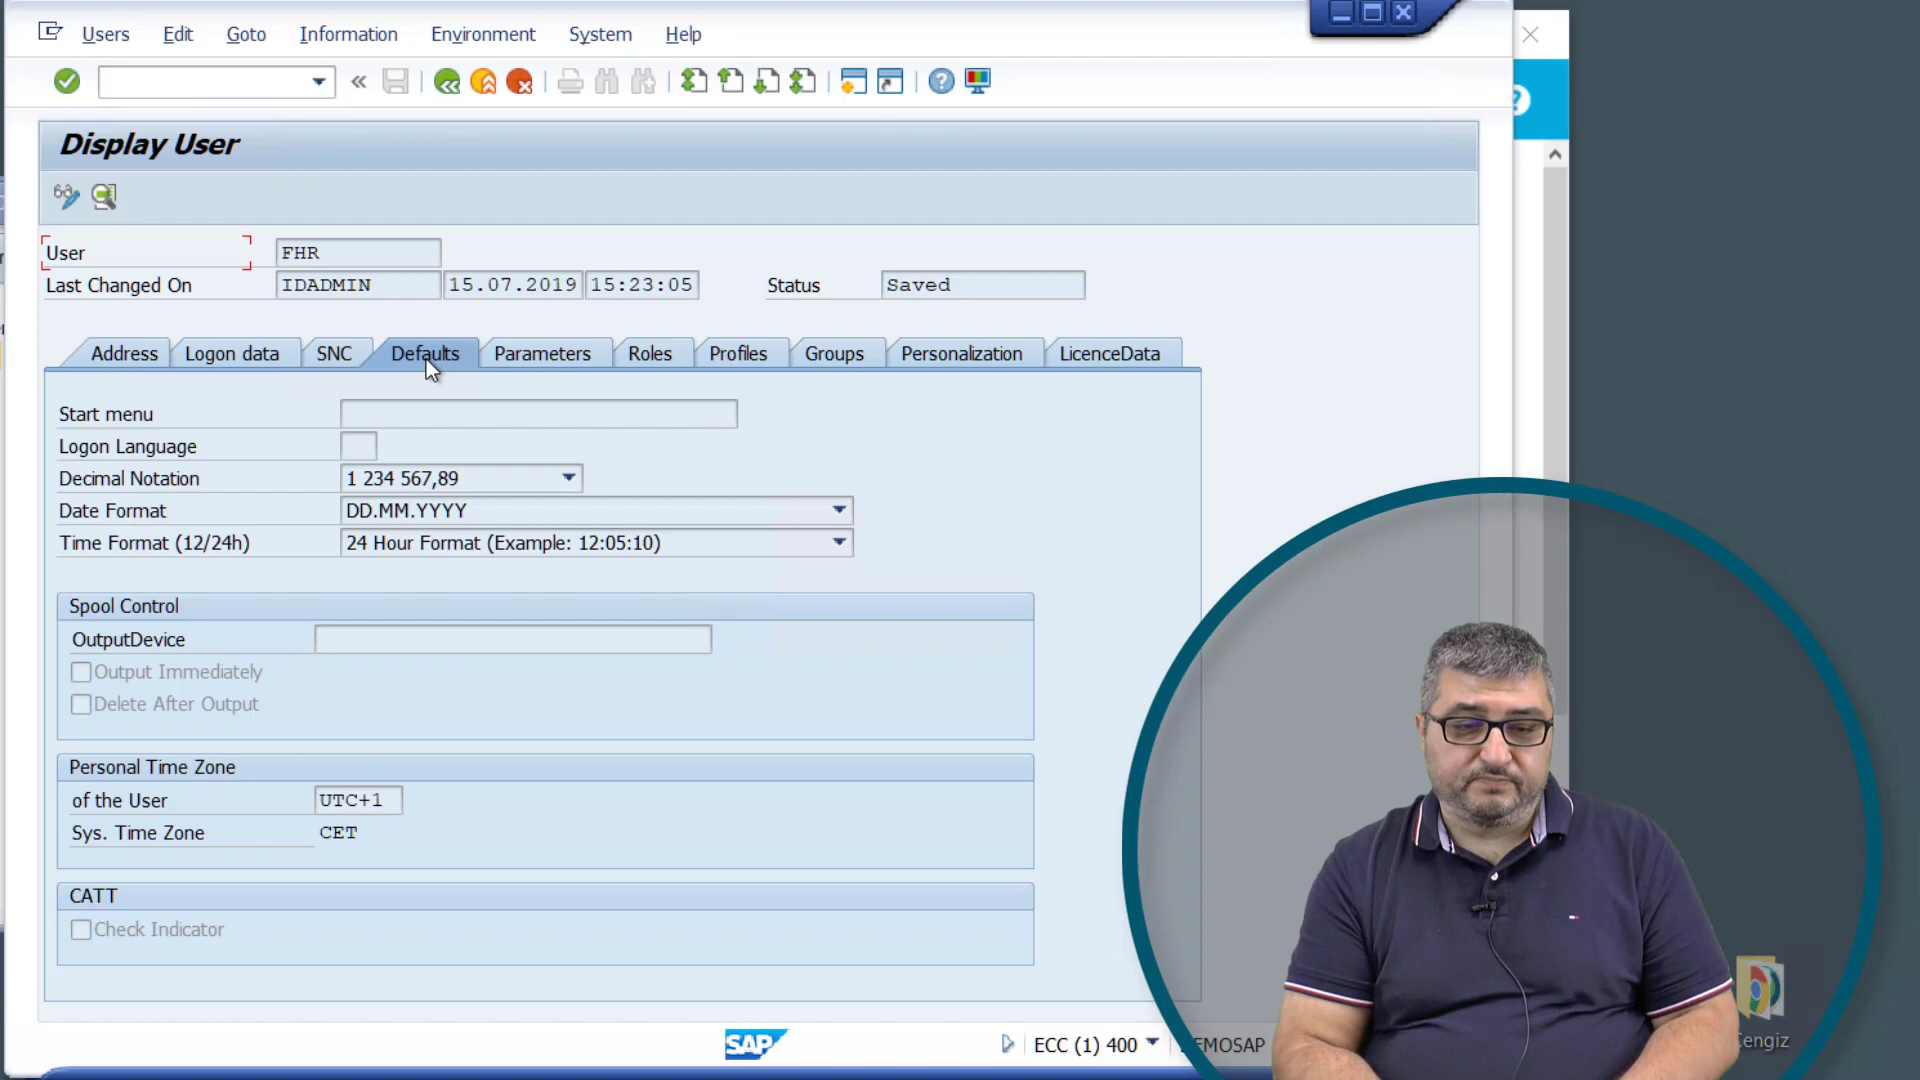 Users Edit Goto Information Environment System Help
Display User
User FHR
Last Changed On IDADMIN 15.07.2019 15:23:05 Status Saved
Address Logon data SNC Defaults Parameters Roles Profiles Groups Personalization LicenceData
Start menu
Logon Language
Decimal Notation 1 234 567,89
Date Format DD.MM.YYYY
Time Format (12/24h) 24 Hour Format (Example: 12:05:10)
Spool Control
OutputDevice
Output Immediately
Delete After Output
Personal Time Zone
of the User UTC+1
Sys. Time Zone CET
CATT
Check Indicator
SAP ECC (1) 400